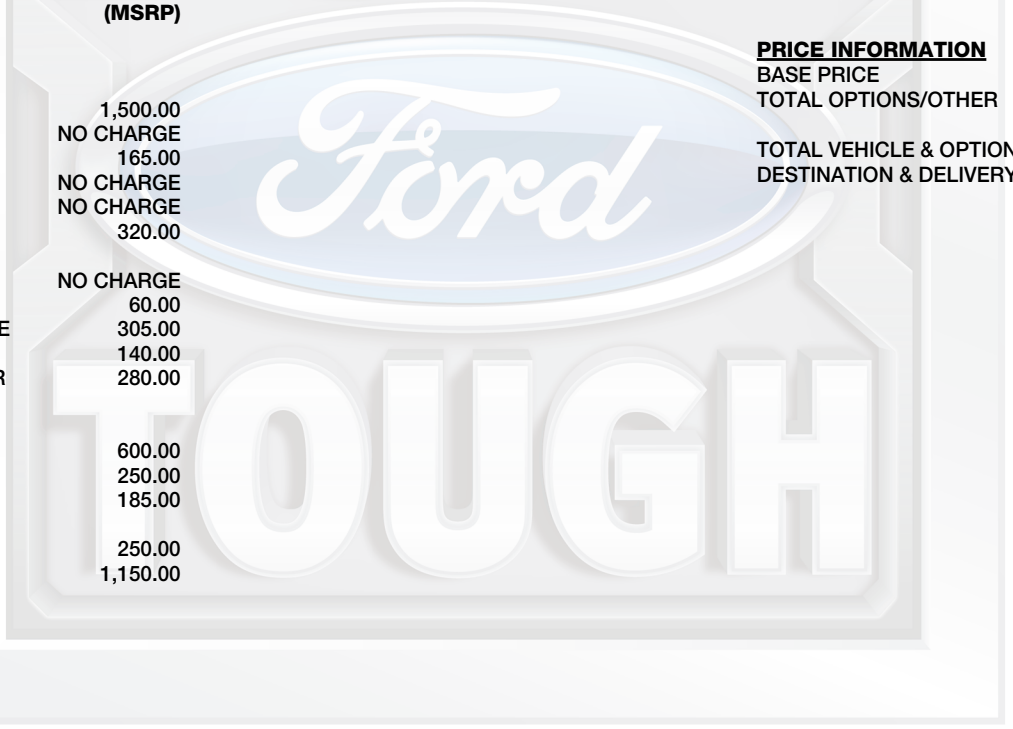 (MSRP)
1,500.00
NO CHARGE
165.00
NO CHARGE
NO CHARGE
320.00
NO CHARGE
60.00
E 305.00
140.00
R 280.00
600.00
250.00
185.00
250.00
1,150.00
PRICE INFORMATION
BASE PRICE
TOTAL OPTIONS/OTHER
TOTAL VEHICLE & OPTION
DESTINATION & DELIVERY
Ford
TOUGH